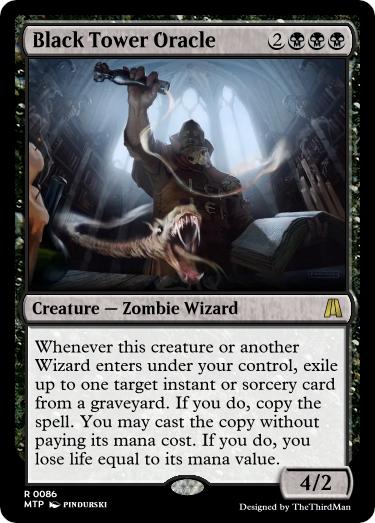 Black Tower Oracle 2
Creature — Zombie Wizard
Whenever this creature or another
Wizard enters under your control, exile
up to one target instant or sorcery card
from a graveyard. If you do, copy the
spell. You may cast the copy without
paying its mana cost. If you do, you
lose life equal to its mana value.
4/2
R 0086
MTP PINDURSKI
Designed by TheThirdMan